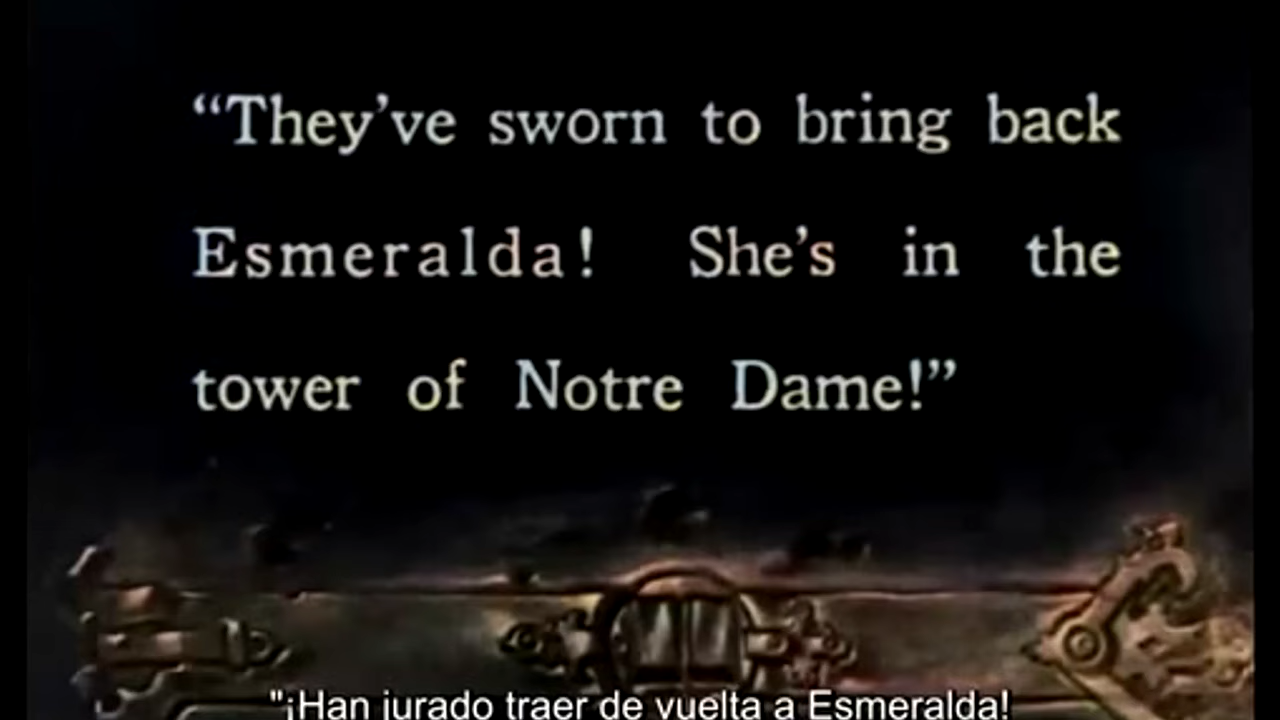 “They’ve sworn to bring back
Esmeralda! She’s in the
tower of Notre Dame!”
"¡Han jurado traer de vuelta a Esmeralda!